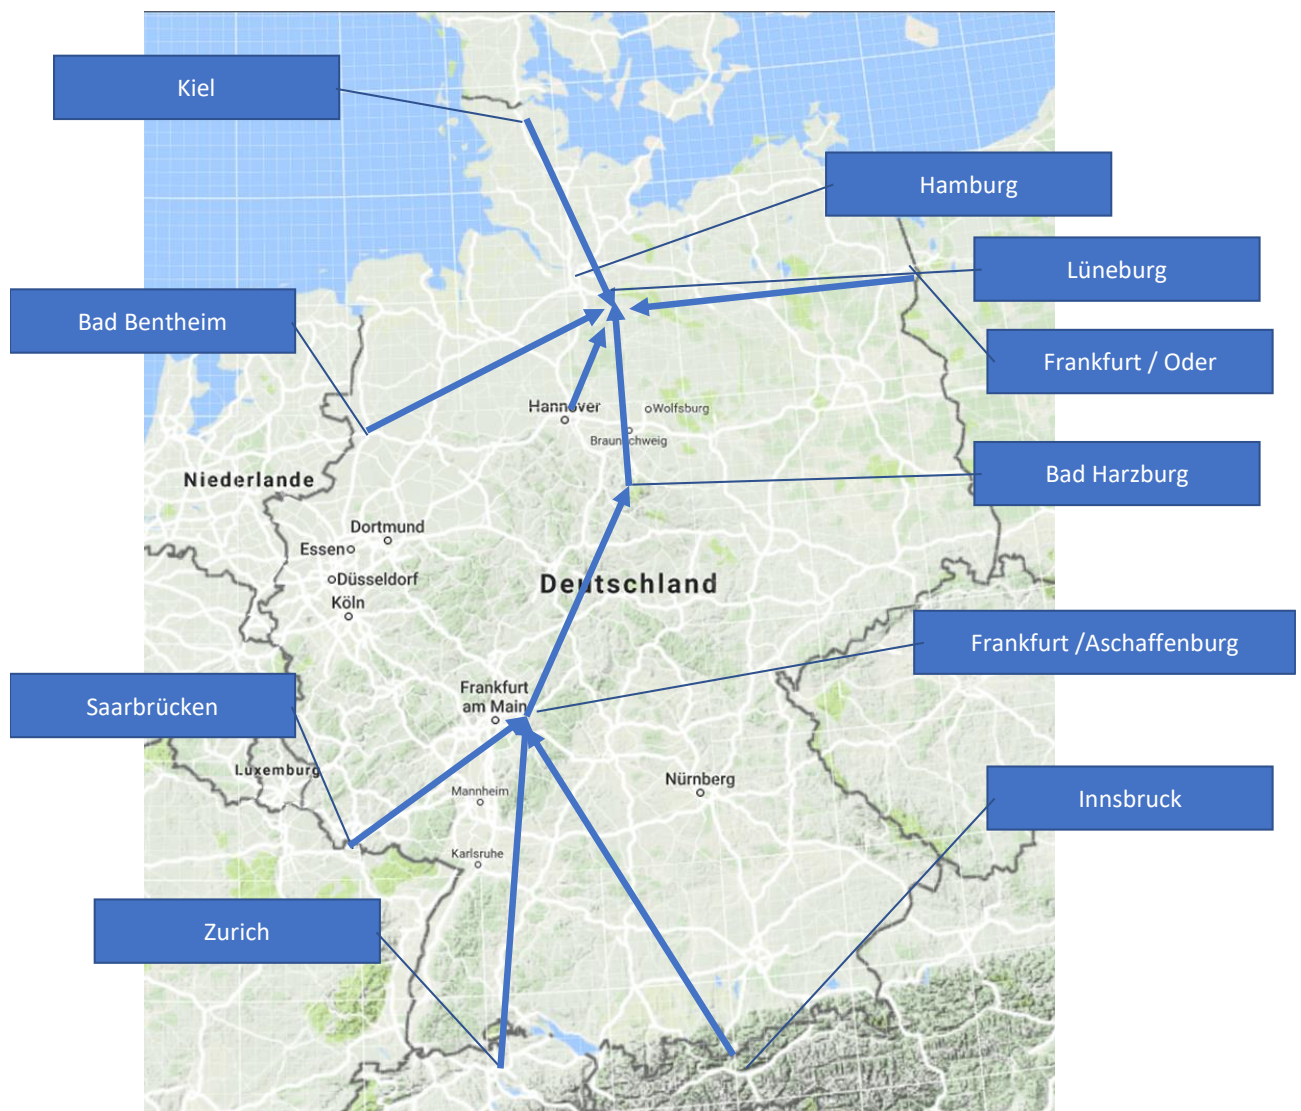 Kiel
Hamburg
Lüneburg
Bad Bentheim
Frankfurt / Oder
Hannover
Wolfsburg
Braunschweig
Bad Harzburg
Niederlande
Dortmund
Essen
Düsseldorf
Deutschland
Köln
Frankfurt /Aschaffenburg
Frankfurt
am Main
Saarbrücken
Luxemburg
Nürnberg
Mannheim
Innsbruck
Karlsruhe
Zurich